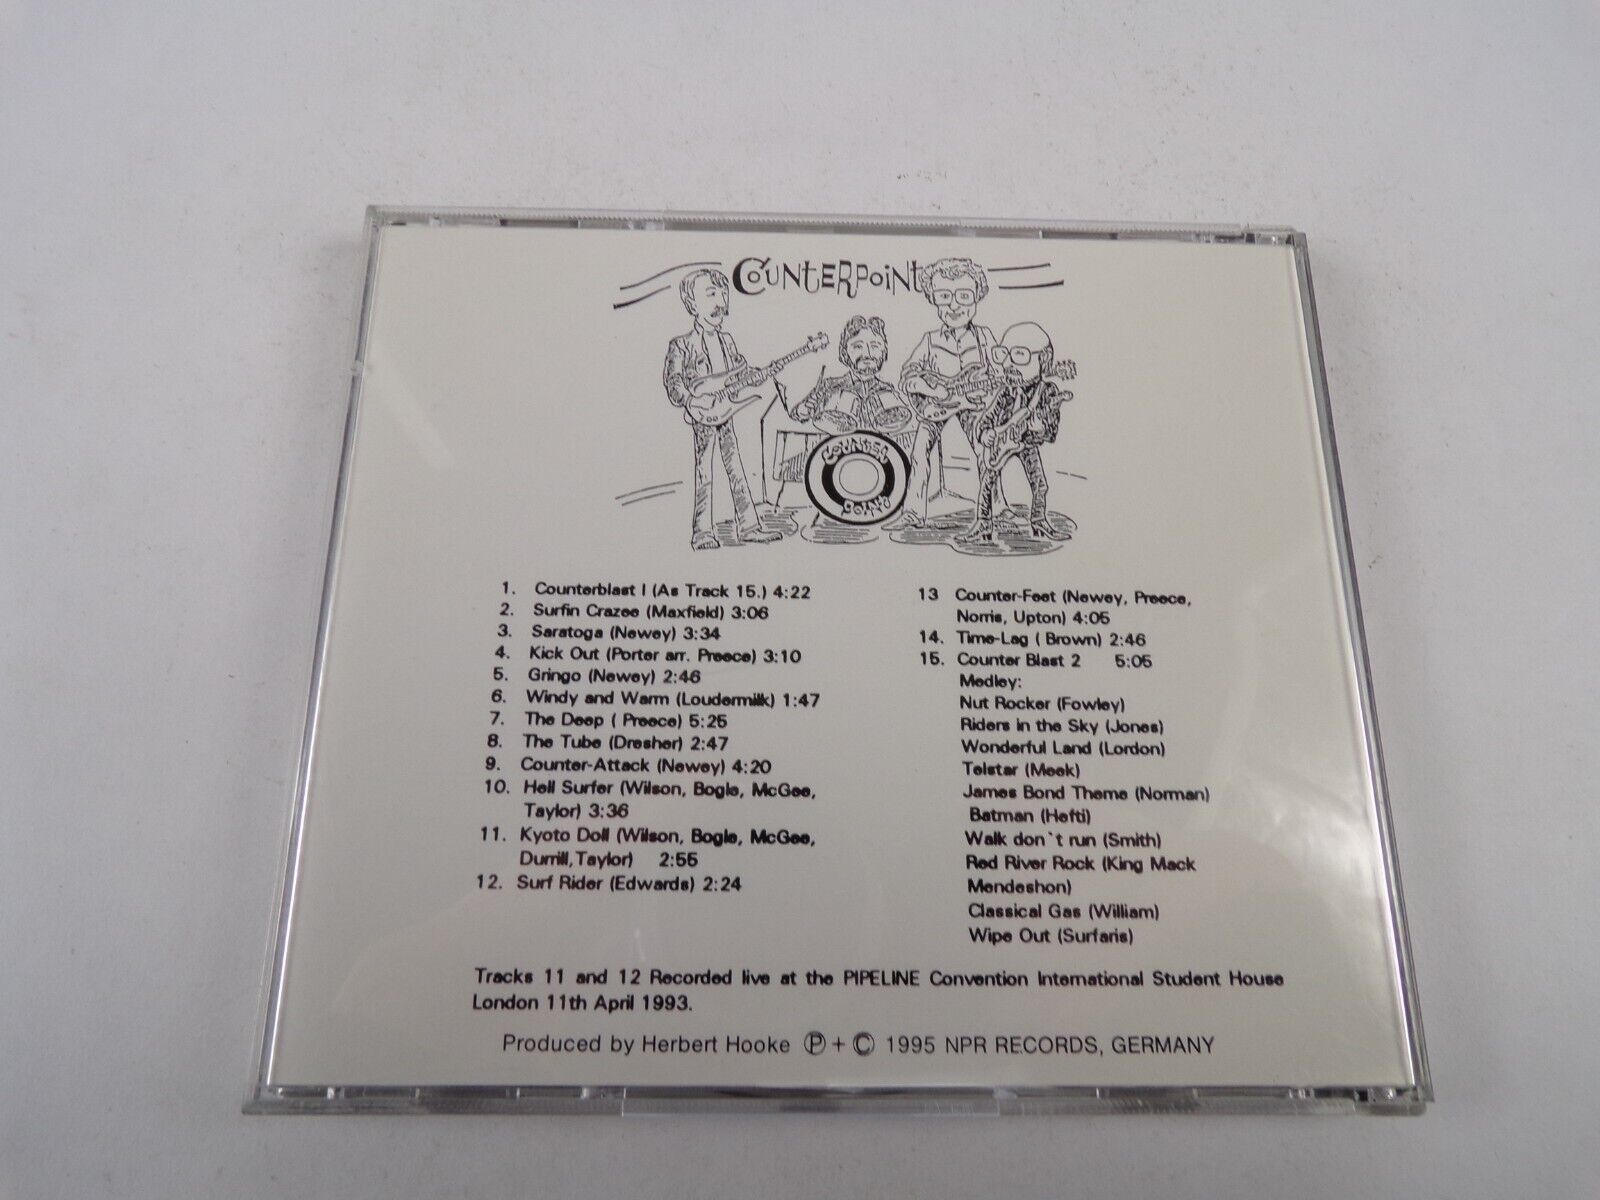 COUNTERPOINT
COUNTER
POINT
1. Counterblast I (As Track 15.) 4:22
2. Surfin Crazee (Maxfield) 3:06
3. Saratoga (Newey) 3:34
4. Kick Out (Porter arr. Preece) 3:10
5. Gringo (Newey) 2:46
6. Windy and Warm (Loudermilk) 1:47
7. The Deep ( Preece) 5:25
8. The Tube (Dresher) 2:47
9. Counter-Attack (Newey) 4:20
10. Hell Surfer (Wilson, Bogle, McGee,
Taylor) 3:36
11. Kyoto Doll (Wilson, Bogle, McGee,
Durrill,Taylor) 2:55
12. Surf Rider (Edwards) 2:24
13 Counter-Feet (Newey, Preece,
Norris, Upton) 4:05
14. Time-Lag ( Brown) 2:46
15. Counter Blast 2 5:05
Medley:
Nut Rocker (Fowley)
Riders in the Sky (Jones)
Wonderful Land (Lordon)
Telstar (Meek)
James Bond Theme (Norman)
Batman (Hefti)
Walk don`t run (Smith)
Red River Rock (King Mack
Mendeshon)
Classical Gas (William)
Wipe Out (Surfaris)
Tracks 11 and 12 Recorded live at the PIPELINE Convention International Student House
London 11th April 1993.
Produced by Herbert Hooke Ⓟ + © 1995 NPR RECORDS, GERMANY